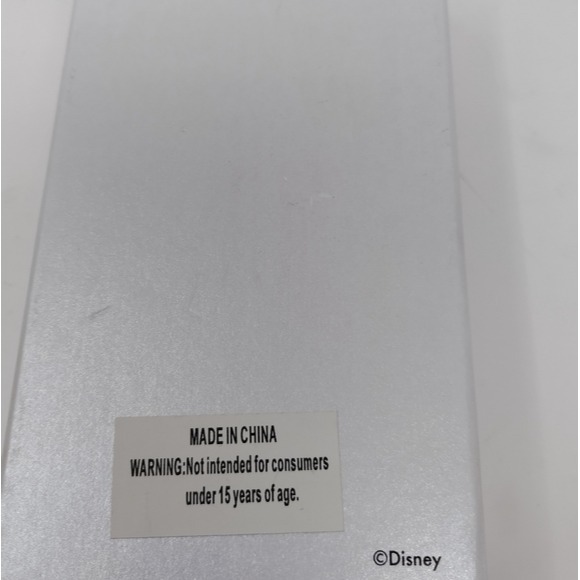 MADE IN CHINA
WARNING:Not intended for consumers
under 15 years of age.
©Disney